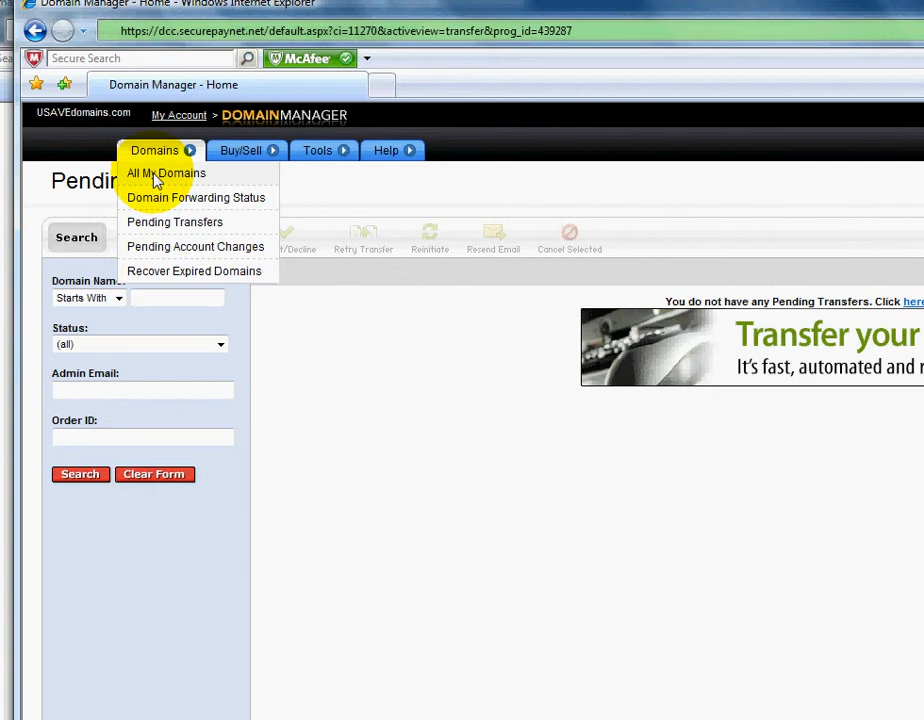 Domain Manager - Home - Windows Internet Explorer
https://dcc.securepaynet.net/default.aspx?ci=11270&activeview=transfer&prog_id=439287
Secure Search
McAfee
Domain Manager - Home
USAVEdomains.com
My Account > DOMAINMANAGER
Domains
Buy/Sell
Tools
Help
All My Domains
Pendin
Domain Forwarding Status
Pending Transfers
Pending Account Changes
Recover Expired Domains
Search
t/Decline
Retry Transfer
Reinitiate
Resend Email
Cancel Selected
Domain Name:
Starts With
You do not have any Pending Transfers. Click here
Status:
(all)
Transfer your
It's fast, automated and r
Admin Email:
Order ID:
Search
Clear Form